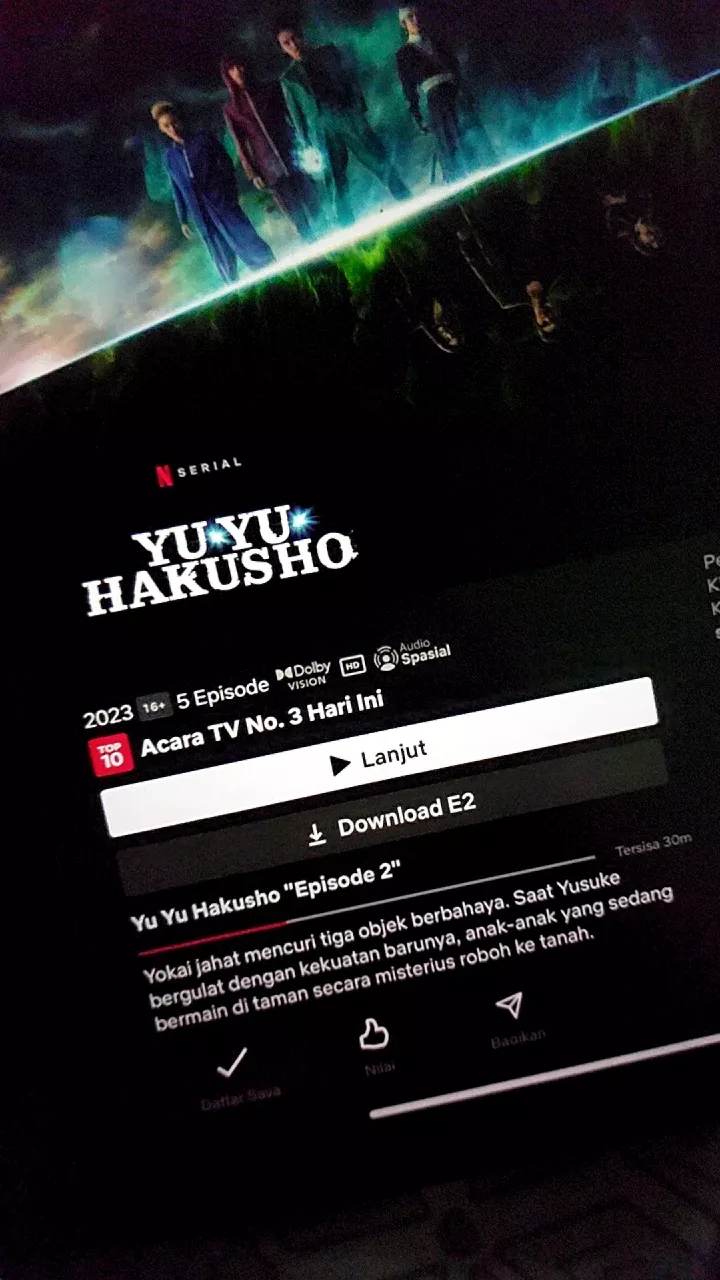 N SERIAL
YU YU
HAKUSHO
2023 16+ 5 Episode Dolby VISION HD Audio Spasial
TOP 10 Acara TV No. 3 Hari Ini
Lanjut
Download E2
Yu Yu Hakusho "Episode 2"
Tersisa 30m
Yokai jahat mencuri tiga objek berbahaya. Saat Yusuke
bergulat dengan kekuatan barunya, anak-anak yang sedang
bermain di taman secara misterius roboh ke tanah.
Daftar Saya
Nilai
Bagikan